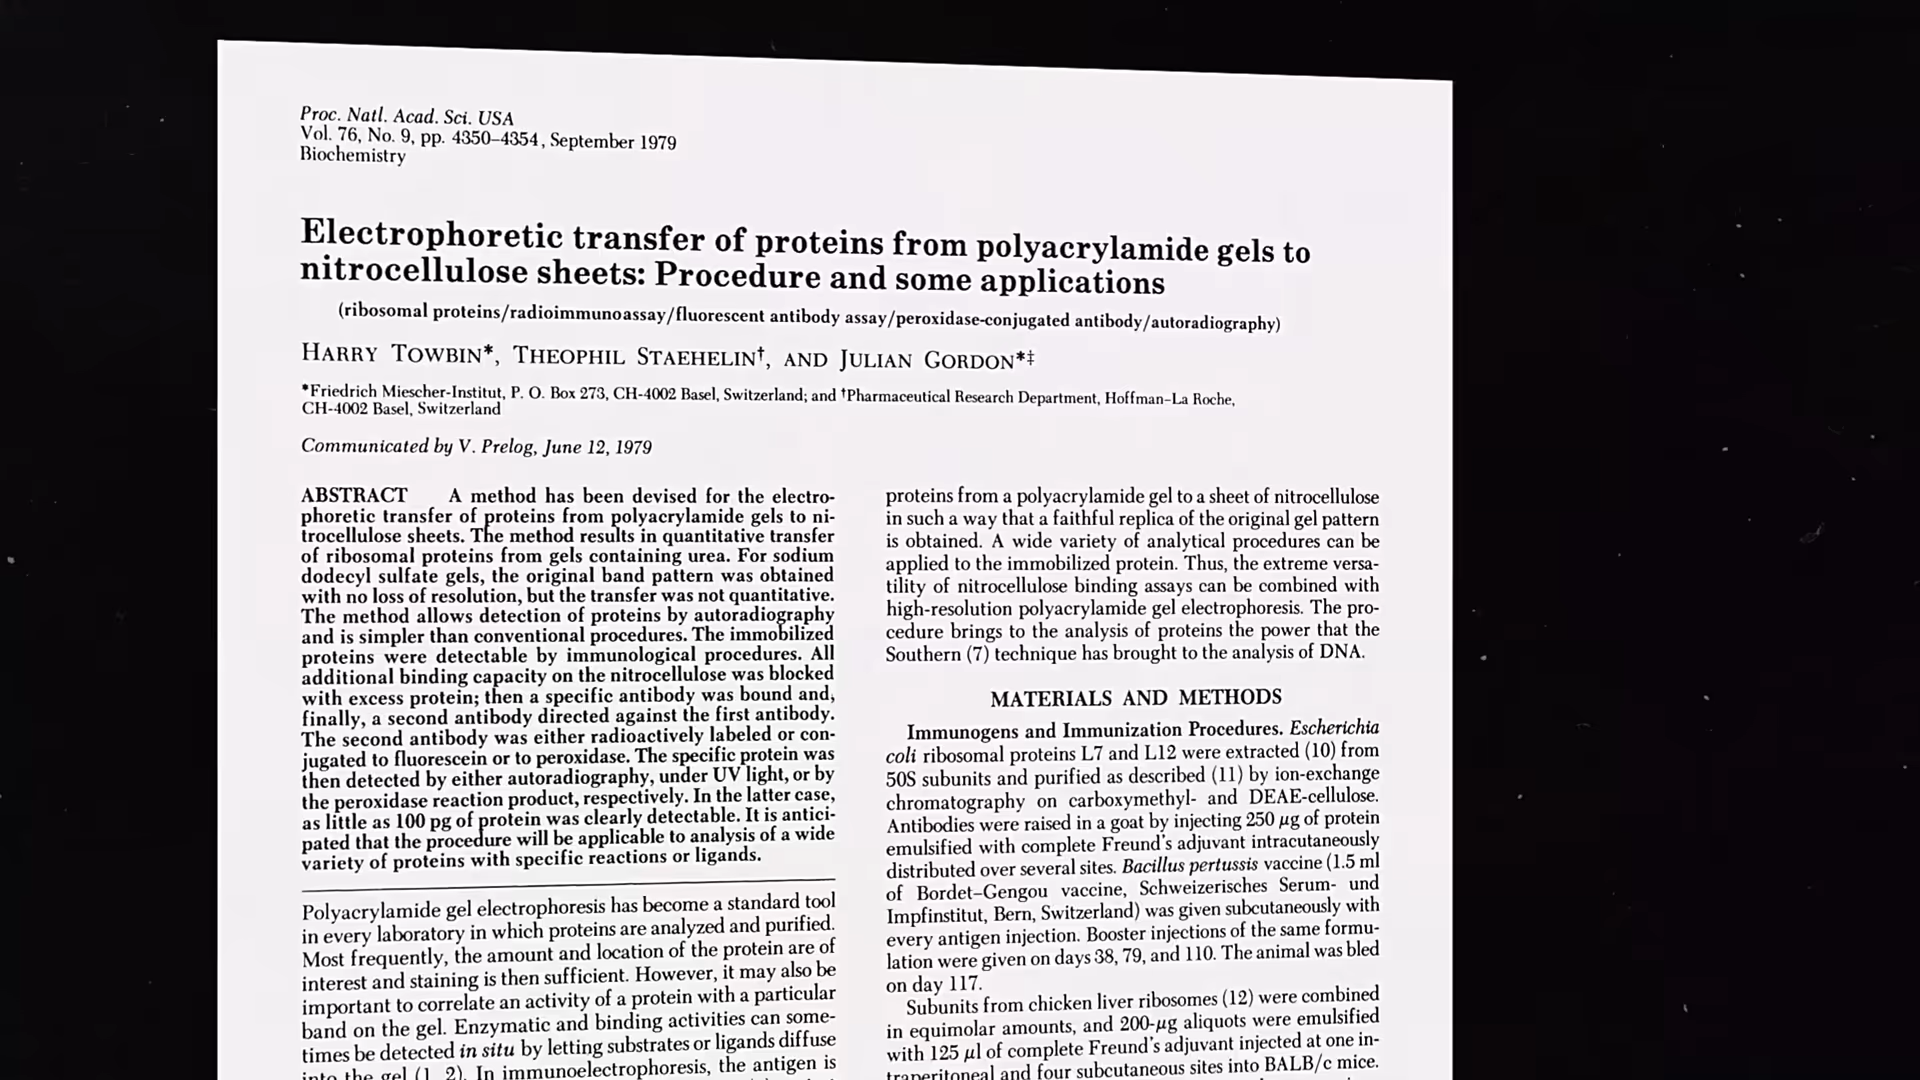 Proc. Natl. Acad. Sci. USA
Vol. 76, No. 9, pp. 4350–4354, September 1979
Biochemistry
Electrophoretic transfer of proteins from polyacrylamide gels to
nitrocellulose sheets: Procedure and some applications
(ribosomal proteins/radioimmunoassay/fluorescent antibody assay/peroxidase-conjugated antibody/autoradiography)
HARRY TOWBIN*, THEOPHIL STAEHELIN†, AND JULIAN GORDON*‡
*Friedrich Miescher-Institut, P. O. Box 273, CH-4002 Basel, Switzerland; and †Pharmaceutical Research Department, Hoffman–La Roche,
CH-4002 Basel, Switzerland
Communicated by V. Prelog, June 12, 1979
ABSTRACT A method has been devised for the electro-
phoretic transfer of proteins from polyacrylamide gels to ni-
trocellulose sheets. The method results in quantitative transfer
of ribosomal proteins from gels containing urea. For sodium
dodecyl sulfate gels, the original band pattern was obtained
with no loss of resolution, but the transfer was not quantitative.
The method allows detection of proteins by autoradiography
and is simpler than conventional procedures. The immobilized
proteins were detectable by immunological procedures. All
additional binding capacity on the nitrocellulose was blocked
with excess protein; then a specific antibody was bound and,
finally, a second antibody directed against the first antibody.
The second antibody was either radioactively labeled or con-
jugated to fluorescein or to peroxidase. The specific protein was
then detected by either autoradiography, under UV light, or by
the peroxidase reaction product, respectively. In the latter case,
as little as 100 pg of protein was clearly detectable. It is antici-
pated that the procedure will be applicable to analysis of a wide
variety of proteins with specific reactions or ligands.
Polyacrylamide gel electrophoresis has become a standard tool
in every laboratory in which proteins are analyzed and purified.
Most frequently, the amount and location of the protein are of
interest and staining is then sufficient. However, it may also be
important to correlate an activity of a protein with a particular
band on the gel. Enzymatic and binding activities can some-
times be detected in situ by letting substrates or ligands diffuse
into the gel (1, 2). In immunoelectrophoresis, the antigen is
proteins from a polyacrylamide gel to a sheet of nitrocellulose
in such a way that a faithful replica of the original gel pattern
is obtained. A wide variety of analytical procedures can be
applied to the immobilized protein. Thus, the extreme versa-
tility of nitrocellulose binding assays can be combined with
high-resolution polyacrylamide gel electrophoresis. The pro-
cedure brings to the analysis of proteins the power that the
Southern (7) technique has brought to the analysis of DNA.
MATERIALS AND METHODS
Immunogens and Immunization Procedures. Escherichia
coli ribosomal proteins L7 and L12 were extracted (10) from
50S subunits and purified as described (11) by ion-exchange
chromatography on carboxymethyl- and DEAE-cellulose.
Antibodies were raised in a goat by injecting 250 μg of protein
emulsified with complete Freund's adjuvant intracutaneously
distributed over several sites. Bacillus pertussis vaccine (1.5 ml
of Bordet–Gengou vaccine, Schweizerisches Serum- und
Impfinstitut, Bern, Switzerland) was given subcutaneously with
every antigen injection. Booster injections of the same formu-
lation were given on days 38, 79, and 110. The animal was bled
on day 117.
Subunits from chicken liver ribosomes (12) were combined
in equimolar amounts, and 200-μg aliquots were emulsified
with 125 μl of complete Freund's adjuvant injected at one in-
traperitoneal and four subcutaneous sites into BALB/c mice.